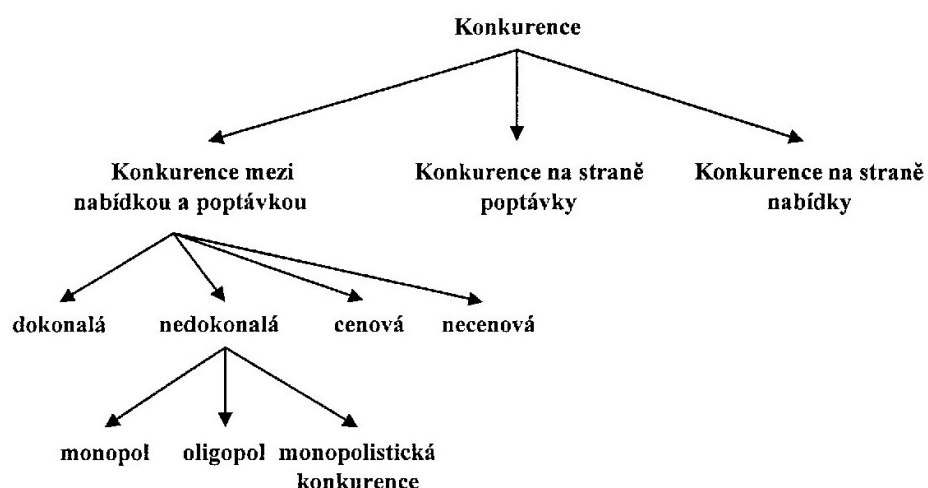 Konkurence
Konkurence mezi
nabídkou a poptávkou
Konkurence na straně
poptávky
Konkurence na straně
nabídky
dokonalá nedokonalá cenová necenová
monopol oligopol monopolistická
konkurence